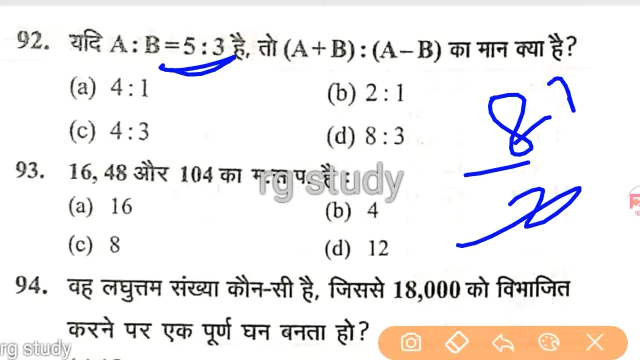 92. यदि A : B = 5 : 3 है, तो (A + B) : (A – B) का मान क्या है?
(a) 4 : 1
(b) 2 : 1
(c) 4 : 3
(d) 8 : 3
8
93. 16, 48 और 104 का है :
rg study
(a) 16
(b) 4
(c) 8
(d) 12
94. वह लघुत्तम संख्या कौन-सी है, जिससे 18,000 को विभाजित
करने पर एक पूर्ण घन बनता हो?
rg study